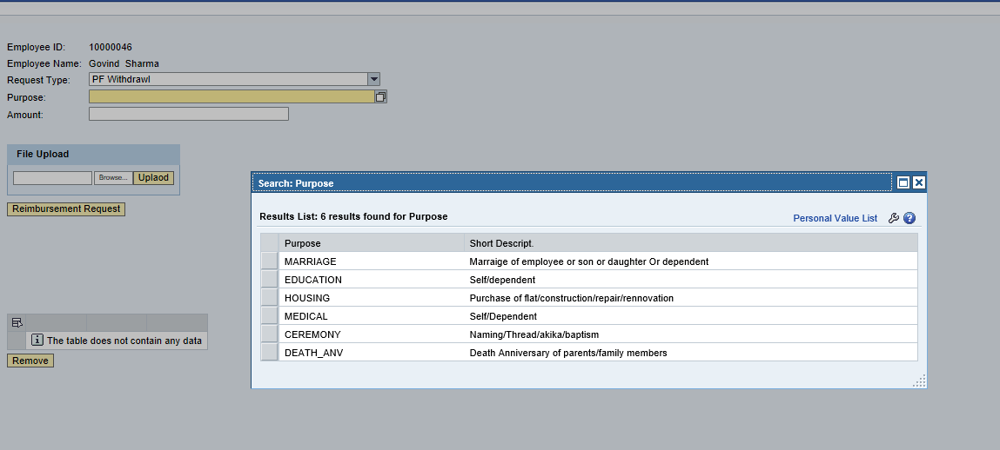 Employee ID: 10000046
Employee Name: Govind Sharma
Request Type: PF Withdrawl
Purpose:
Amount:
File Upload
Browse... Uplaod
Reimbursement Request
Search: Purpose
Results List: 6 results found for Purpose
Personal Value List
Purpose Short Descript.
MARRIAGE Marraige of employee or son or daughter Or dependent
EDUCATION Self/dependent
HOUSING Purchase of flat/construction/repair/rennovation
MEDICAL Self/Dependent
CEREMONY Naming/Thread/akika/baptism
DEATH_ANV Death Anniversary of parents/family members
The table does not contain any data
Remove